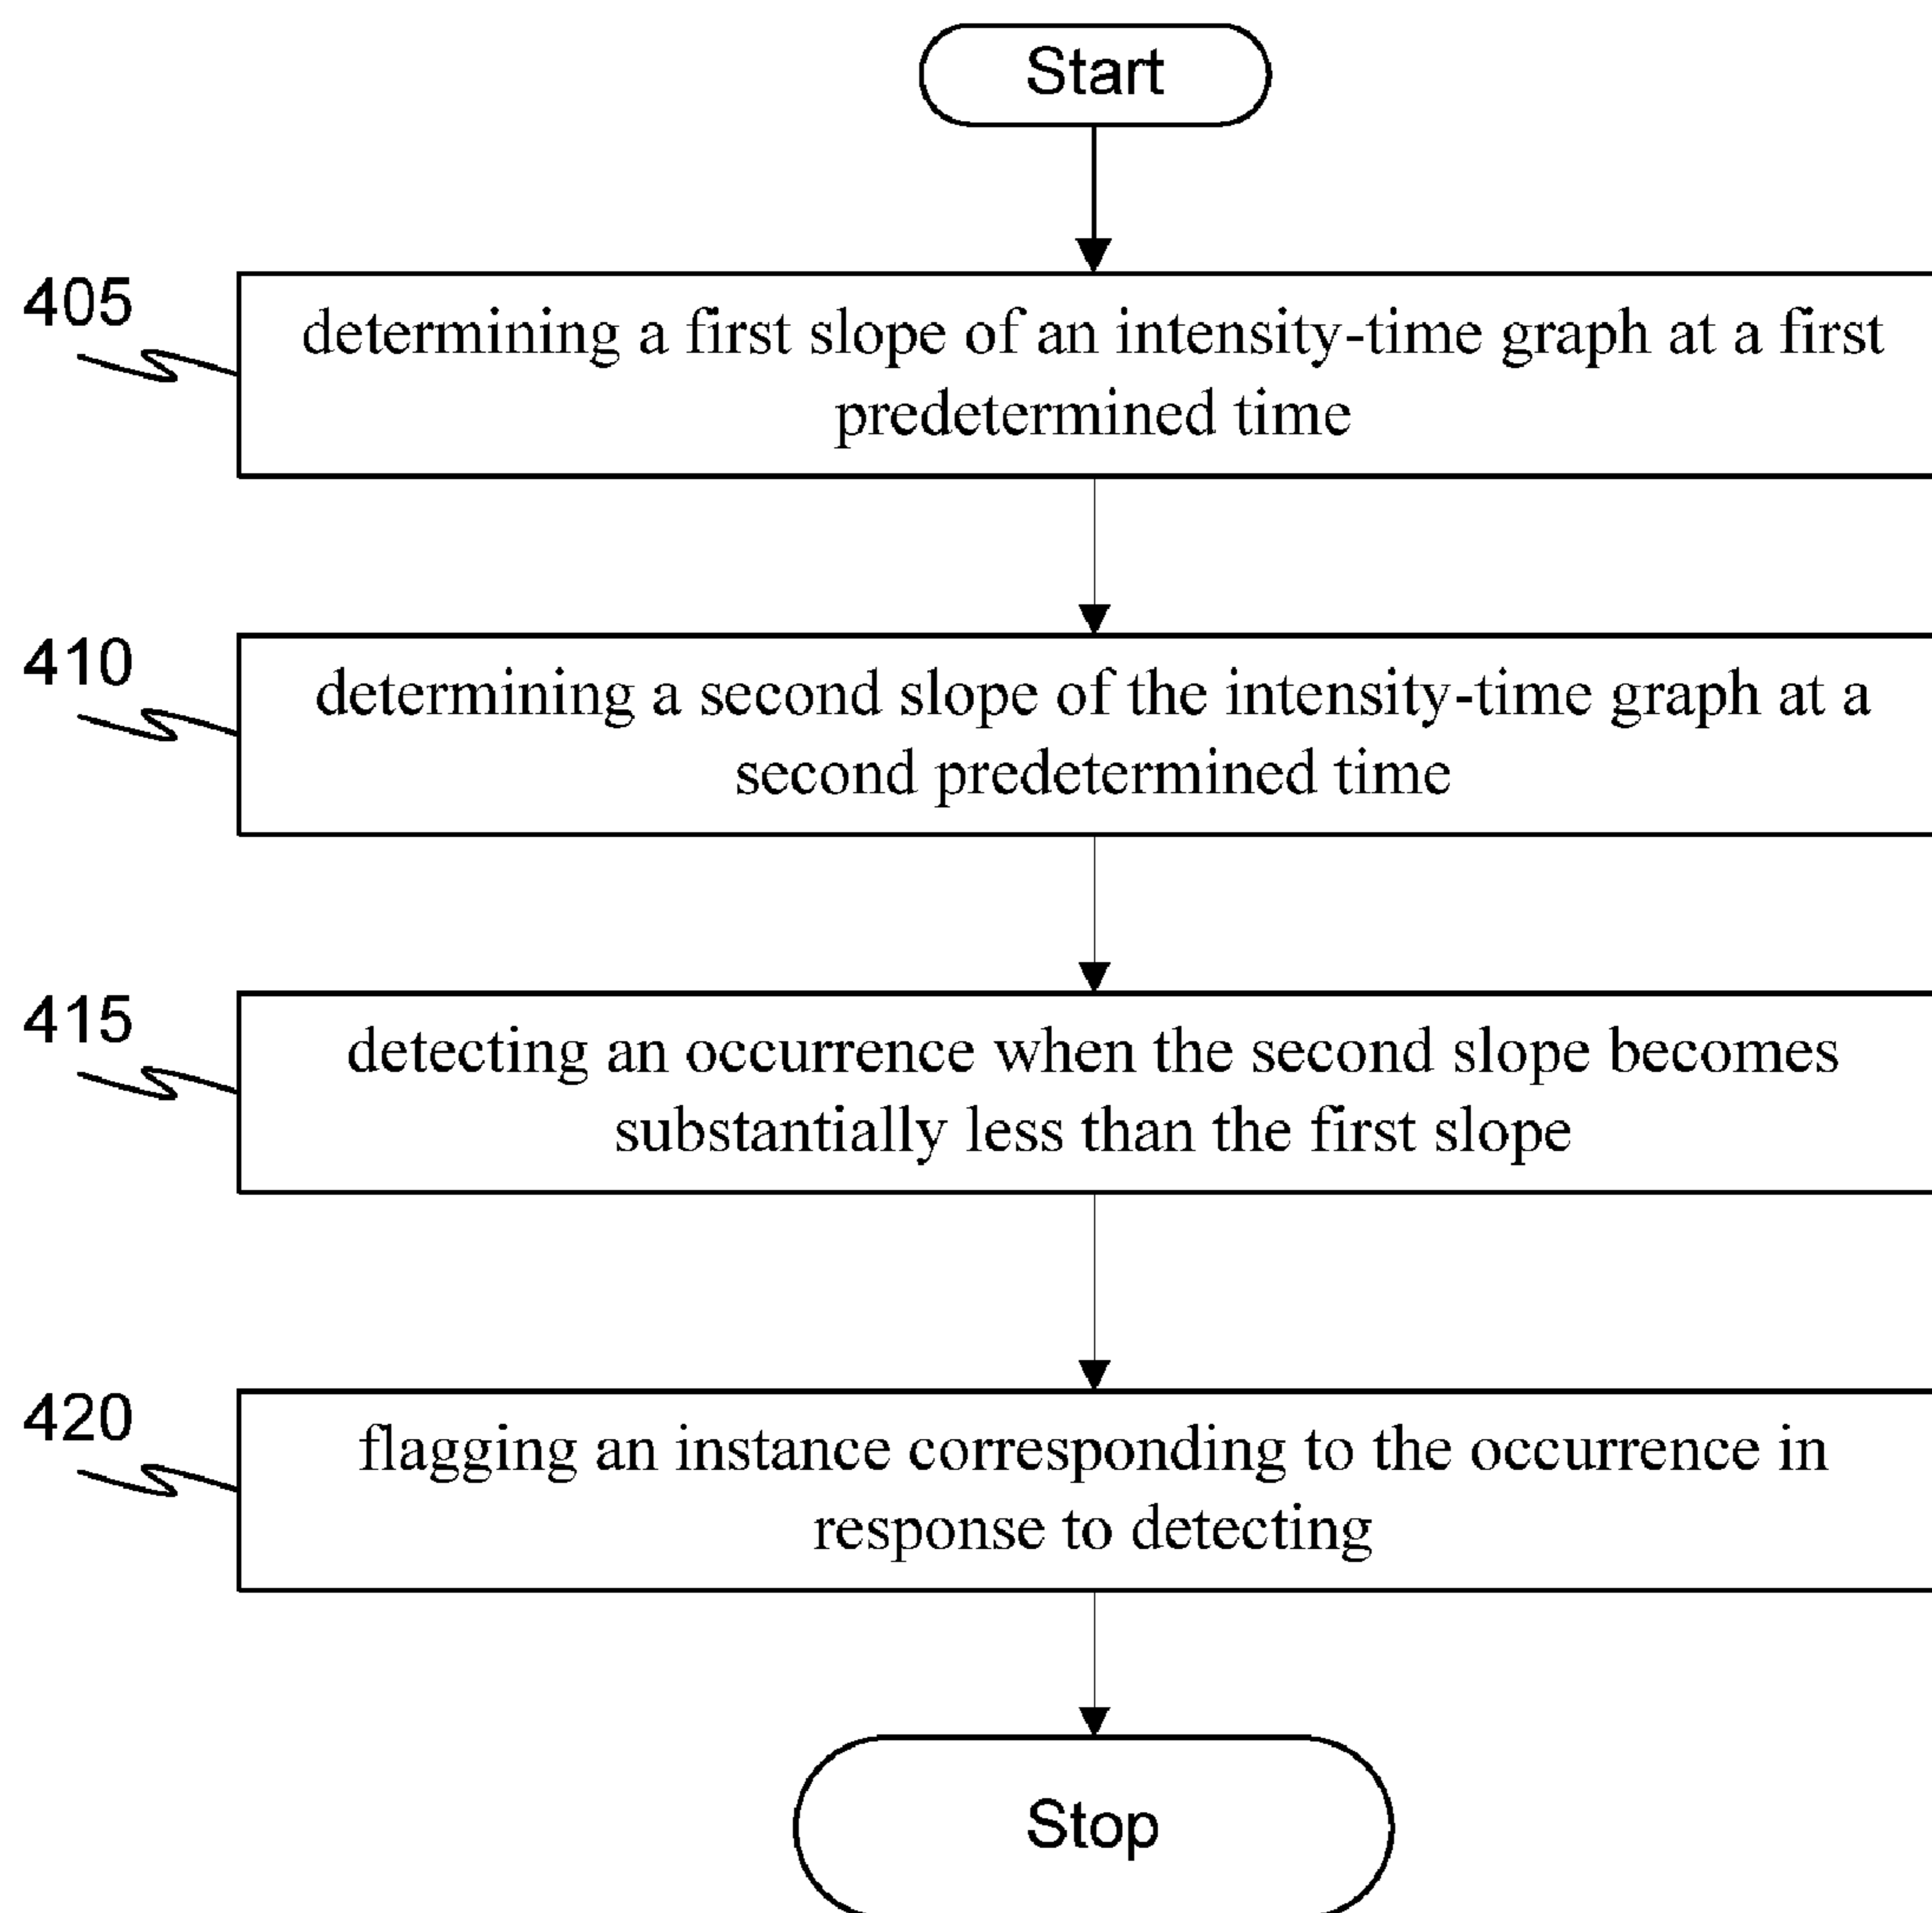 Start
405
determining a first slope of an intensity-time graph at a first
predetermined time
410
determining a second slope of the intensity-time graph at a
second predetermined time
415
detecting an occurrence when the second slope becomes
substantially less than the first slope
420
flagging an instance corresponding to the occurrence in
response to detecting
Stop